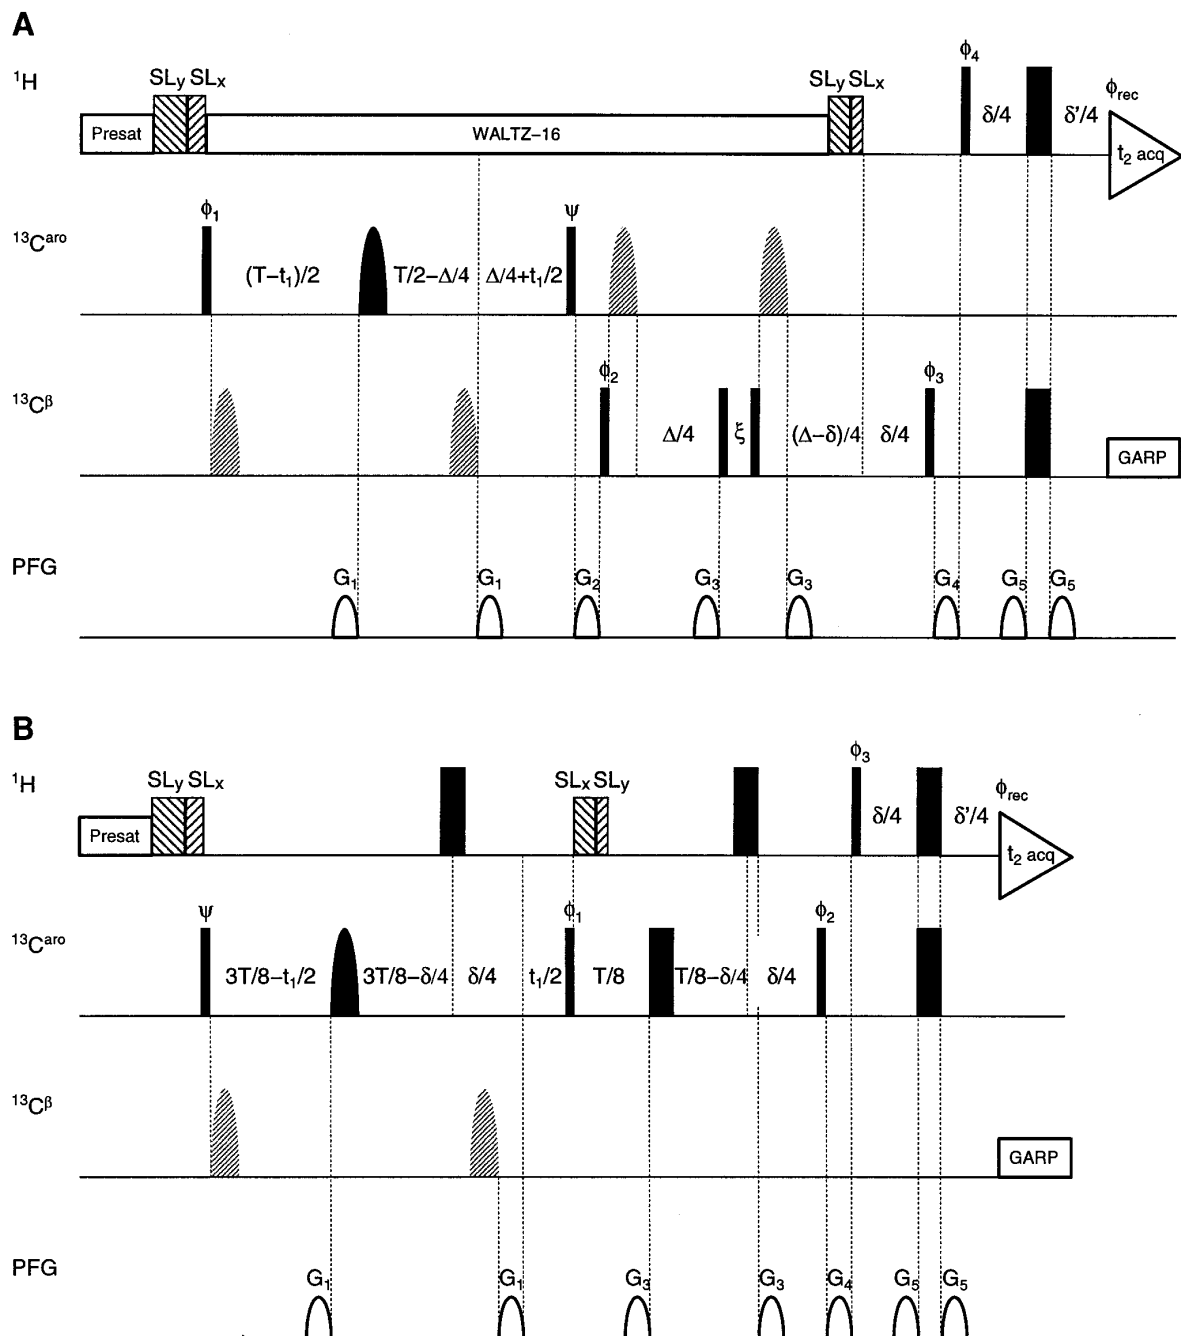 A
¹H
SLy SLx
SLy SLx
ϕ4
Presat
WALTZ−16
δ/4
δ'/4
ϕrec
t2 acq
¹³Cᵃʳᵒ
ϕ1
(T−t1)/2
T/2−Δ/4
Δ/4+t1/2
ψ
¹³Cᵝ
ϕ2
Δ/4
ξ
(Δ−δ)/4
δ/4
ϕ3
GARP
PFG
G1
G1
G2
G3
G3
G4
G5
G5
B
¹H
SLy SLx
SLx SLy
ϕ3
Presat
δ/4
δ'/4
ϕrec
t2 acq
¹³Cᵃʳᵒ
ψ
3T/8−t1/2
3T/8−δ/4
δ/4
t1/2
ϕ1
T/8
T/8−δ/4
δ/4
ϕ2
¹³Cᵝ
GARP
PFG
G1
G1
G3
G3
G4
G5
G5